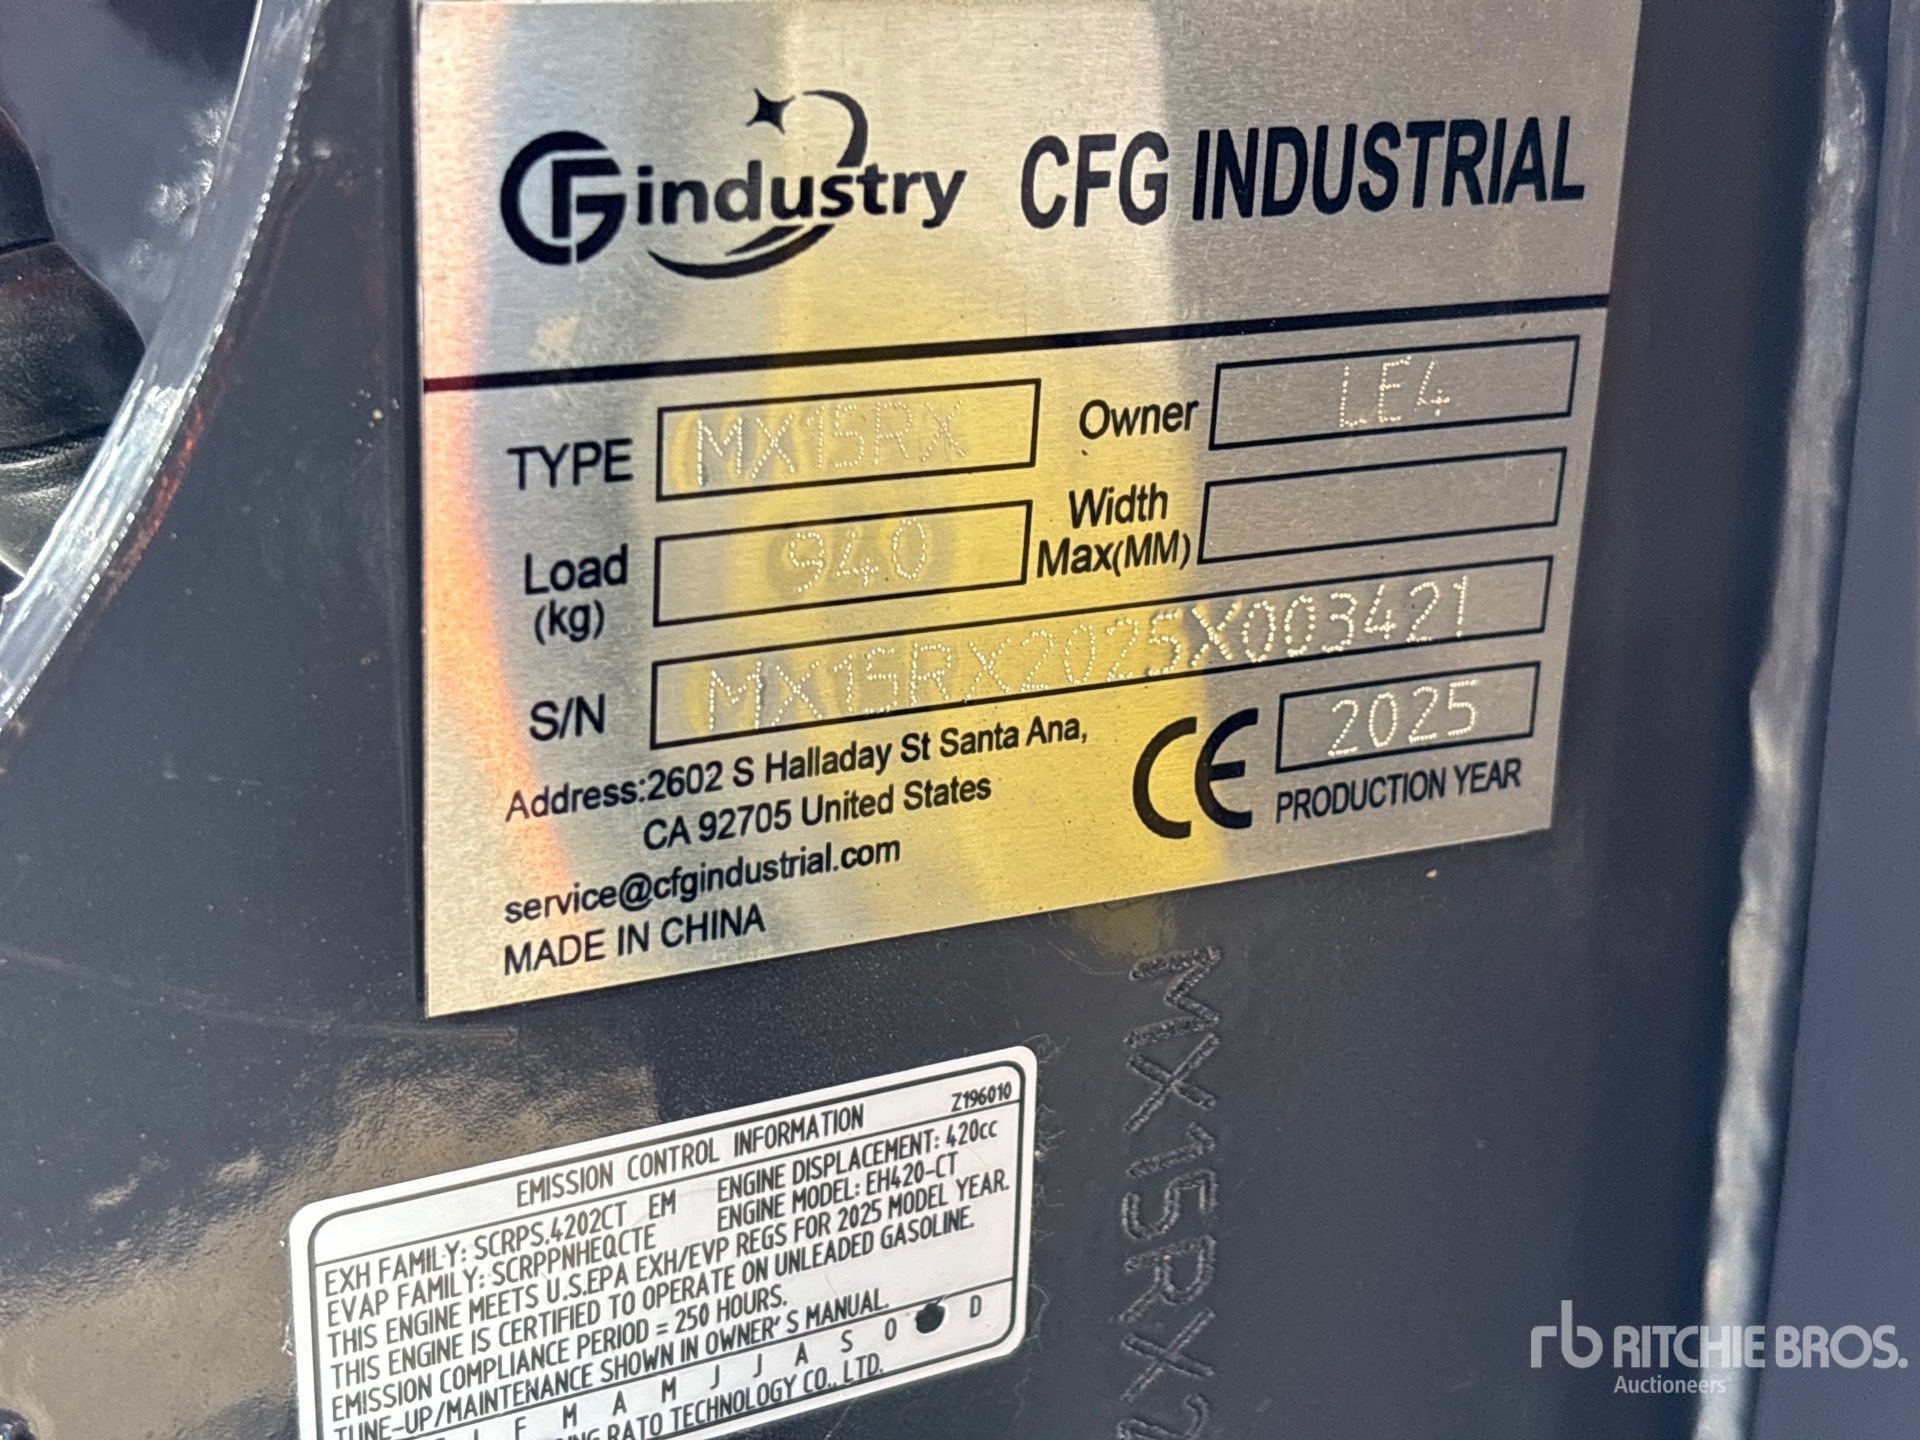 CFG industry CFG INDUSTRIAL
TYPE MX15RX Owner LE4
Load (kg) 940 Width Max(MM)
S/N MX15RX2025X003421
Address:2602 S Halladay St Santa Ana,
CA 92705 United States
service@cfgindustrial.com
MADE IN CHINA
CE 2025
PRODUCTION YEAR
MX15RX2
EMISSION CONTROL INFORMATION Z196010
EXH FAMILY: SCRPS.4202CT EM ENGINE DISPLACEMENT: 420cc
EVAP FAMILY: SCRPPNHEQCTE ENGINE MODEL: EH420-CT
THIS ENGINE MEETS U.S.EPA EXH/EVP REGS FOR 2025 MODEL YEAR.
THIS ENGINE IS CERTIFIED TO OPERATE ON UNLEADED GASOLINE.
EMISSION COMPLIANCE PERIOD = 250 HOURS.
TUNE-UP/MAINTENANCE SHOWN IN OWNER'S MANUAL.
J F M A M J J A S O D
RATO TECHNOLOGY CO., LTD.
rb RITCHIE BROS.
Auctioneers